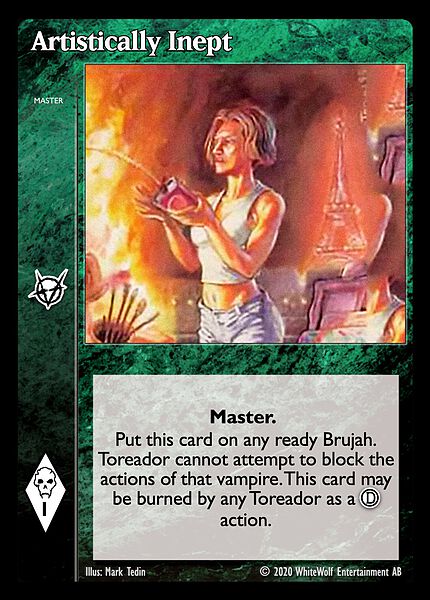 Artistically Inept
MASTER
Master.
Put this card on any ready Brujah.
Toreador cannot attempt to block the
actions of that vampire.This card may
be burned by any Toreador as a Ⓓ
action.
I
Illus: Mark Tedin
© 2020 WhiteWolf Entertainment AB